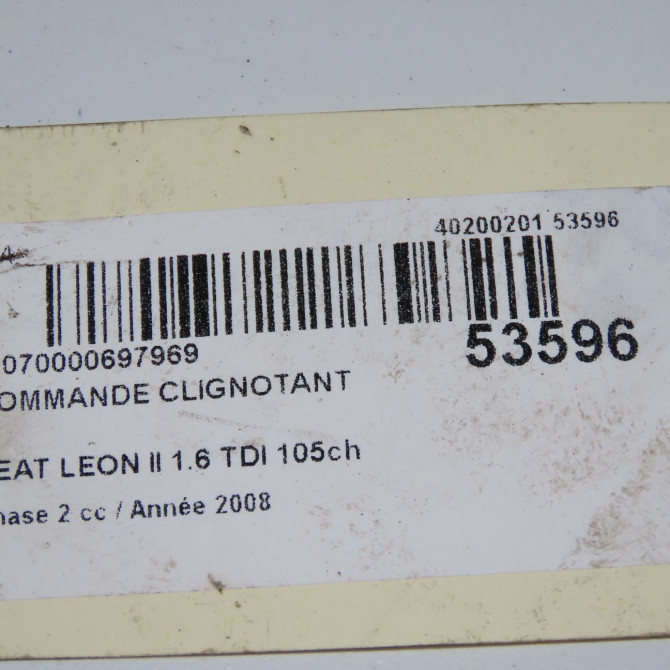 40200201 53596
53596
070000697969
OMMANDE CLIGNOTANT
EAT LEON II 1.6 TDI 105ch
hase 2 cc / Année 2008